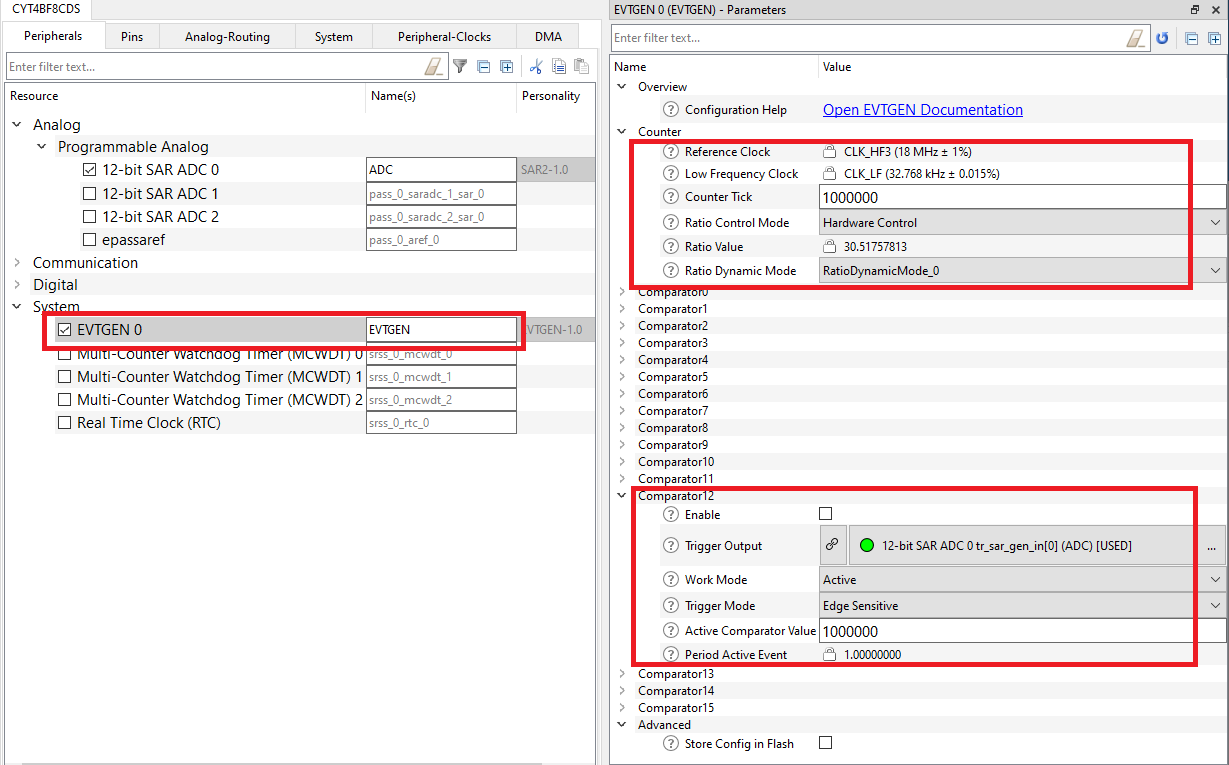 CYT4BF8CDS
Peripherals Pins Analog-Routing System Peripheral-Clocks DMA
Enter filter text...
Resource Name(s) Personality
Analog
Programmable Analog
12-bit SAR ADC 0 ADC SAR2-1.0
12-bit SAR ADC 1 pass_0_saradc_1_sar_0
12-bit SAR ADC 2 pass_0_saradc_2_sar_0
epassaref pass_0_aref_0
Communication
Digital
System
EVTGEN 0 EVTGEN VTGEN-1.0
Multi-Counter Watchdog Timer (MCWDT) 0 srss_0_mcwdt_0
Multi-Counter Watchdog Timer (MCWDT) 1 srss_0_mcwdt_1
Multi-Counter Watchdog Timer (MCWDT) 2 srss_0_mcwdt_2
Real Time Clock (RTC) srss_0_rtc_0
EVTGEN 0 (EVTGEN) - Parameters
Enter filter text...
Name Value
Overview
Configuration Help Open EVTGEN Documentation
Counter
Reference Clock CLK_HF3 (18 MHz ± 1%)
Low Frequency Clock CLK_LF (32.768 kHz ± 0.015%)
Counter Tick 1000000
Ratio Control Mode Hardware Control
Ratio Value 30.51757813
Ratio Dynamic Mode RatioDynamicMode_0
Comparator0
Comparator1
Comparator2
Comparator3
Comparator4
Comparator5
Comparator6
Comparator7
Comparator8
Comparator9
Comparator10
Comparator11
Comparator12
Enable
Trigger Output 12-bit SAR ADC 0 tr_sar_gen_in[0] (ADC) [USED] ...
Work Mode Active
Trigger Mode Edge Sensitive
Active Comparator Value 1000000
Period Active Event 1.00000000
Comparator13
Comparator14
Comparator15
Advanced
Store Config in Flash